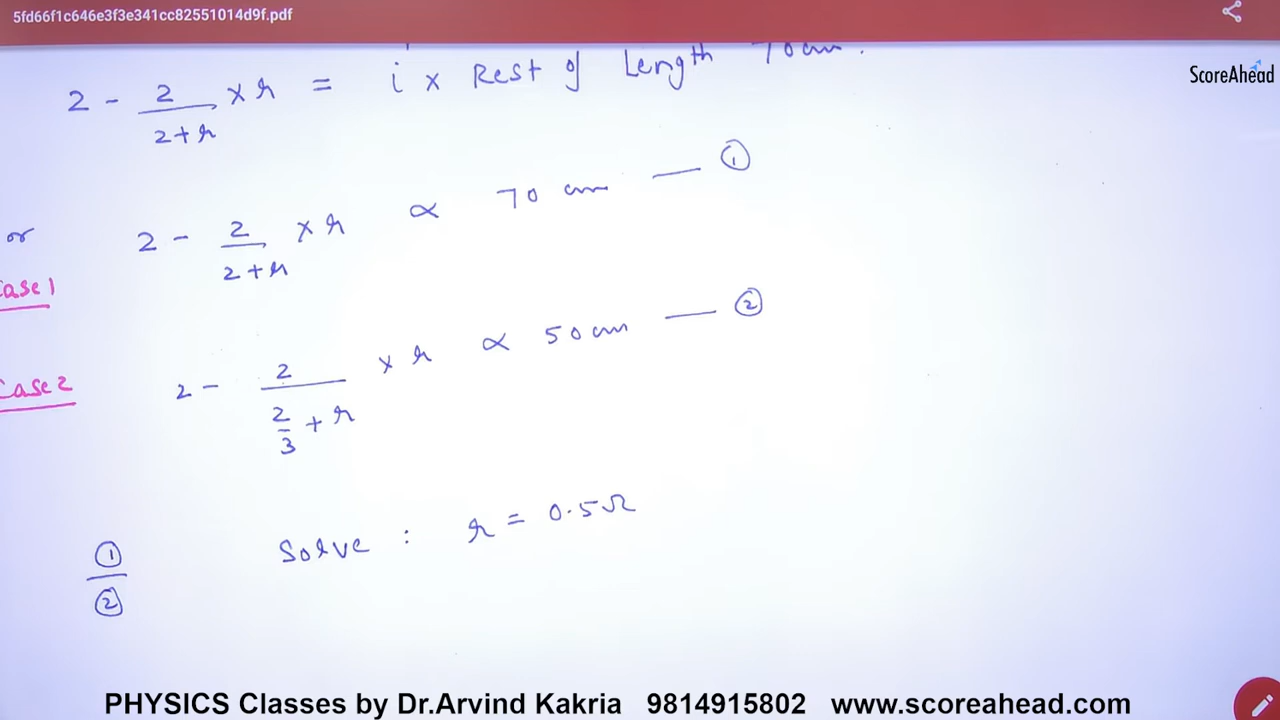 5fd66f1c646e3f3e341cc82551014d9f.pdf
ScoreAhead
2 - 2/(2+r) × r = i × Rest of Length 70cm.
or 2 - 2/(2+r) × r ∝ 70 cm — ①
Case 1
2 - 2/(2/3 + r) × r ∝ 50cm — ②
Case 2
①/② Solve : r = 0.5Ω
PHYSICS Classes by Dr.Arvind Kakria 9814915802 www.scoreahead.com